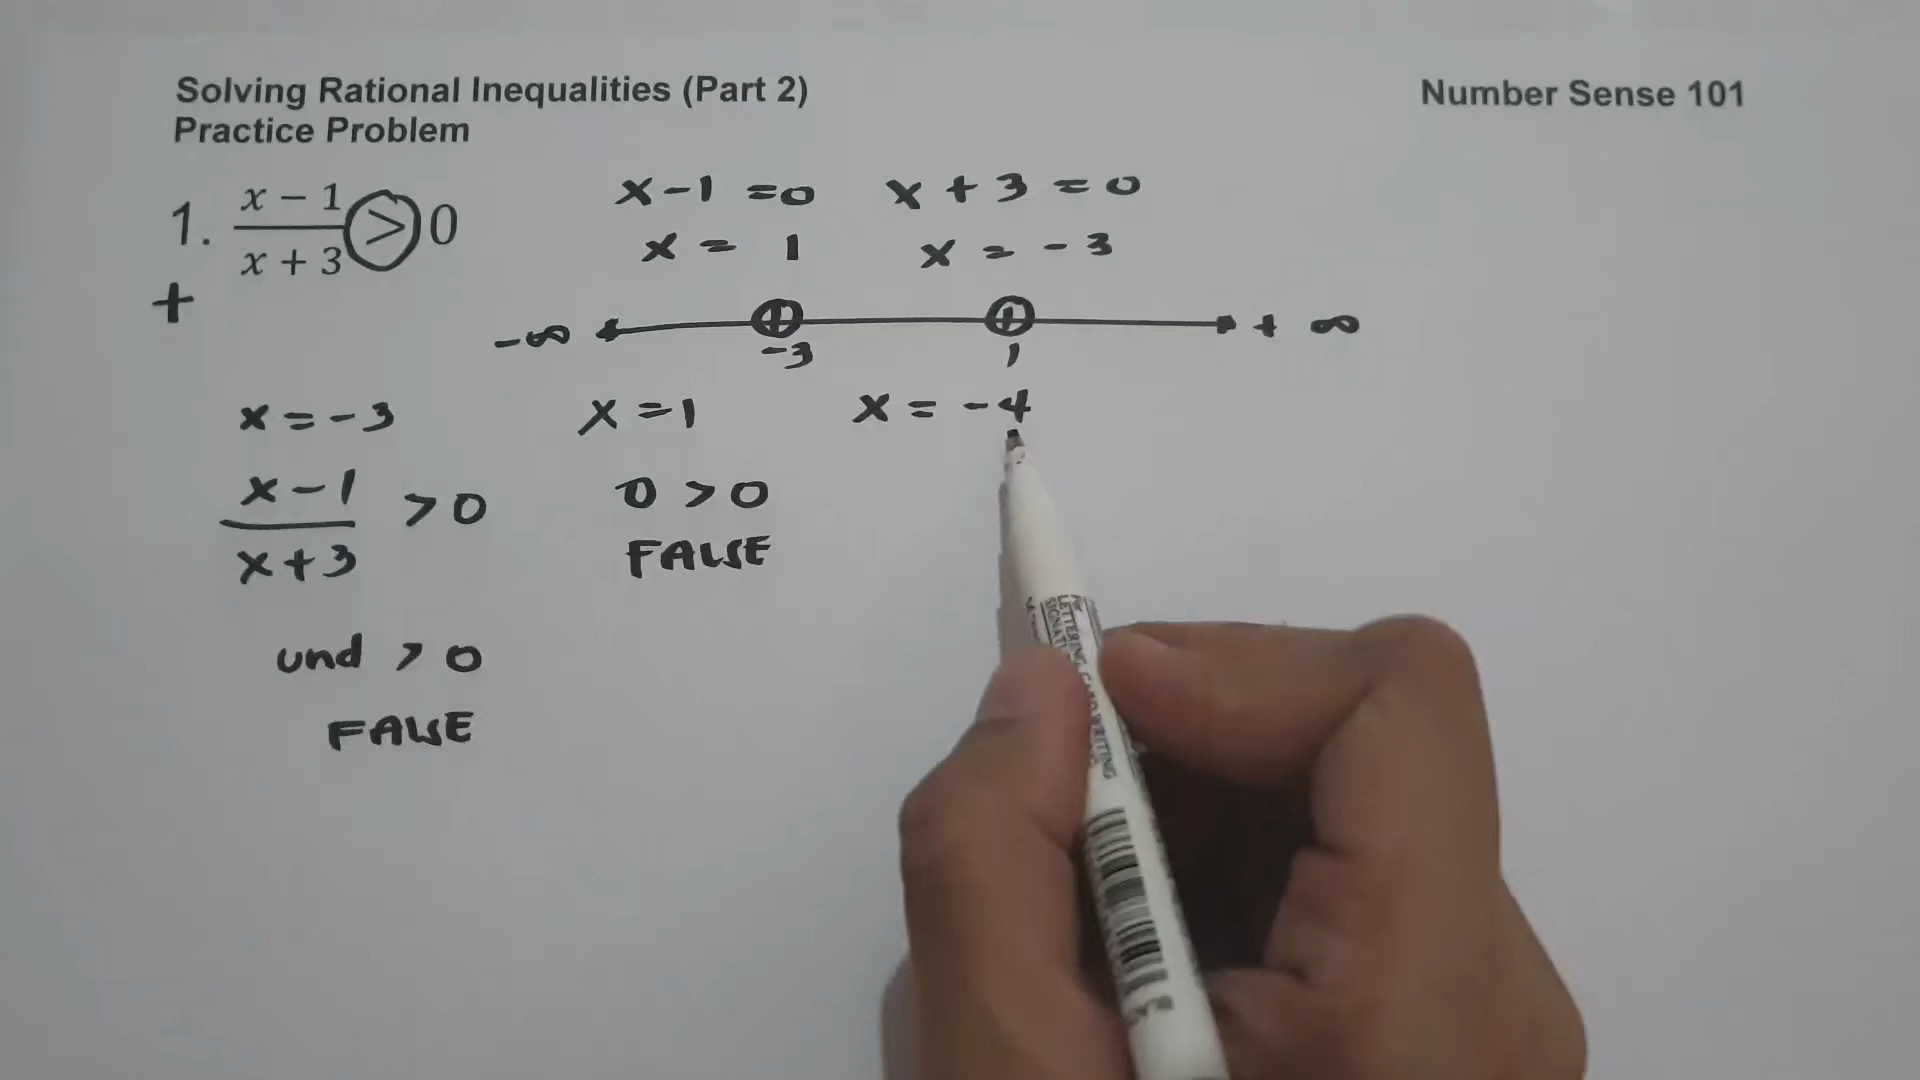 Solving Rational Inequalities (Part 2)
Number Sense 101
Practice Problem
1. (x − 1)/(x + 3) > 0
+
x − 1 = 0
x = 1
x + 3 = 0
x = − 3
−∞ + ∞
−3 1
x = − 3
x − 1
x + 3
> 0
und > 0
FALSE
x = 1
0 > 0
FALSE
x = − 4